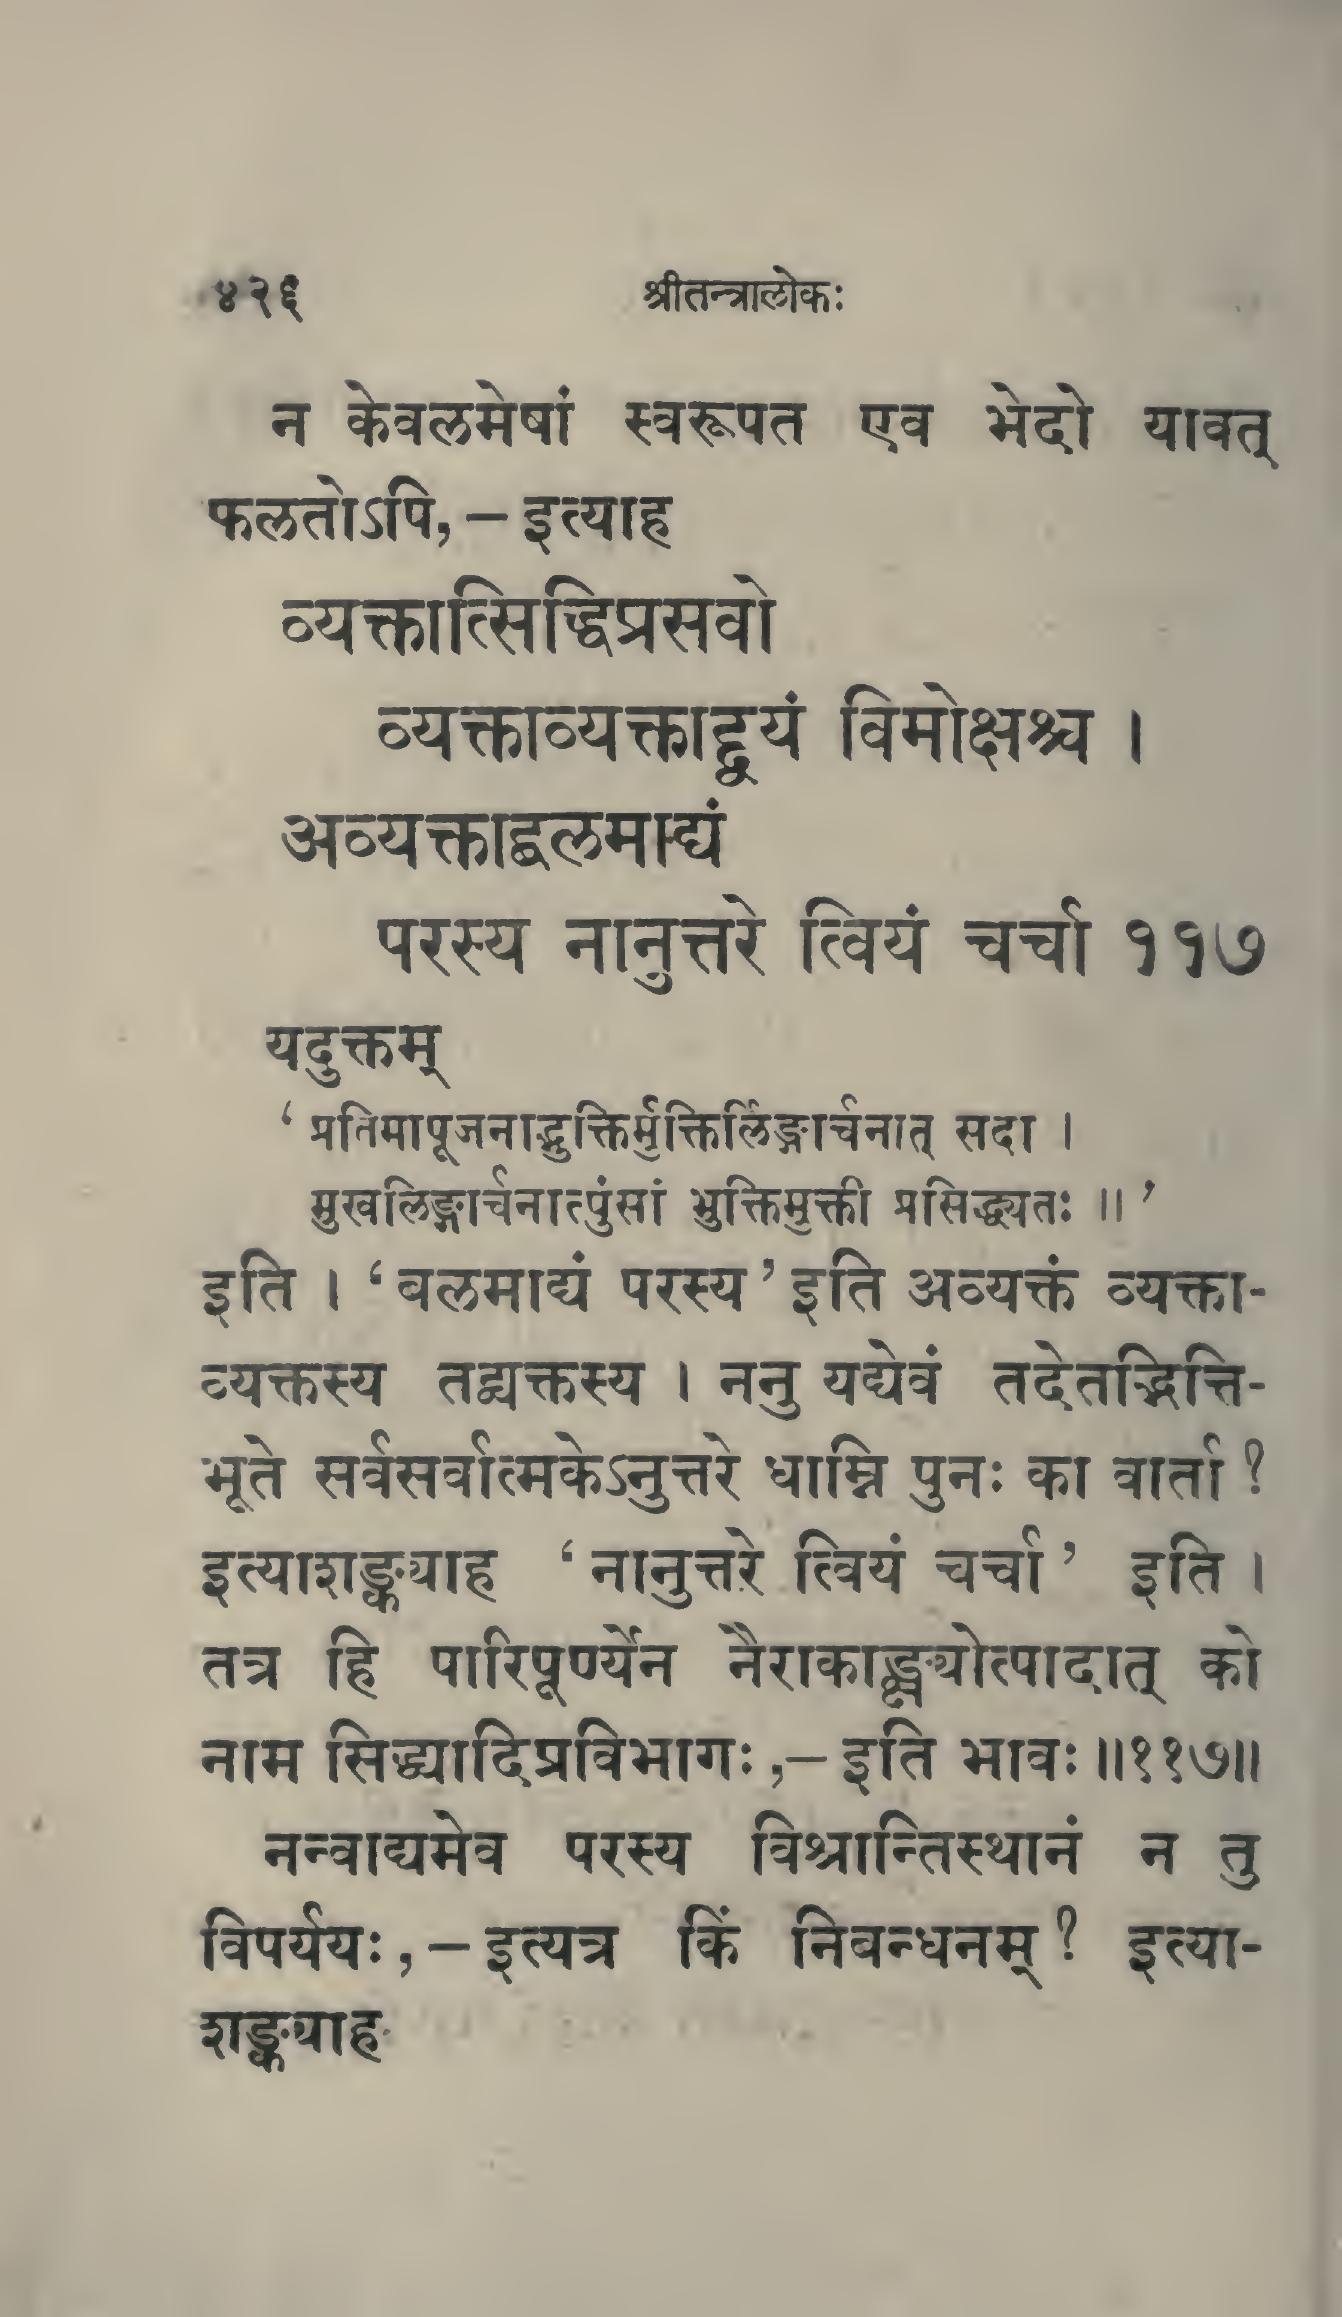 ४२६ श्रीतन्त्रालोकः
न केवलमेषां स्वरूपत एव भेदो यावत्
फलतोऽपि, – इत्याह
व्यक्तात्सिद्धिप्रसवो
व्यक्ताव्यक्ताद्द्वयं विमोक्षश्च ।
अव्यक्ताद्बलमाद्यं
परस्य नानुत्तरे त्वियं चर्चा ११७
यदुक्तम्
‘ प्रतिमापूजनाद्भुक्तिर्मुक्तिर्लिङ्गार्चनात् सदा ।
मुखलिङ्गार्चनात्पुंसां भुक्तिमुक्ती प्रसिद्ध्यतः ॥ ’
इति । ‘ बलमाद्यं परस्य ’ इति अव्यक्तं व्यक्ता-
व्यक्तस्य तद्व्यक्तस्य । ननु यद्येवं तदेतद्भित्ति-
भूते सर्वसर्वात्मकेऽनुत्तरे धाम्नि पुनः का वार्ता ?
इत्याशङ्क्याह ‘ नानुत्तरे त्वियं चर्चा ’ इति ।
तत्र हि पारिपूर्ण्येन नैराकाङ्क्ष्योत्पादात् को
नाम सिद्ध्यादिप्रविभागः ,– इति भावः ॥११७॥
नन्वाद्यमेव परस्य विश्रान्तिस्थानं न तु
विपर्ययः , – इत्यत्र किं निबन्धनम् ? इत्या-
शङ्क्याह